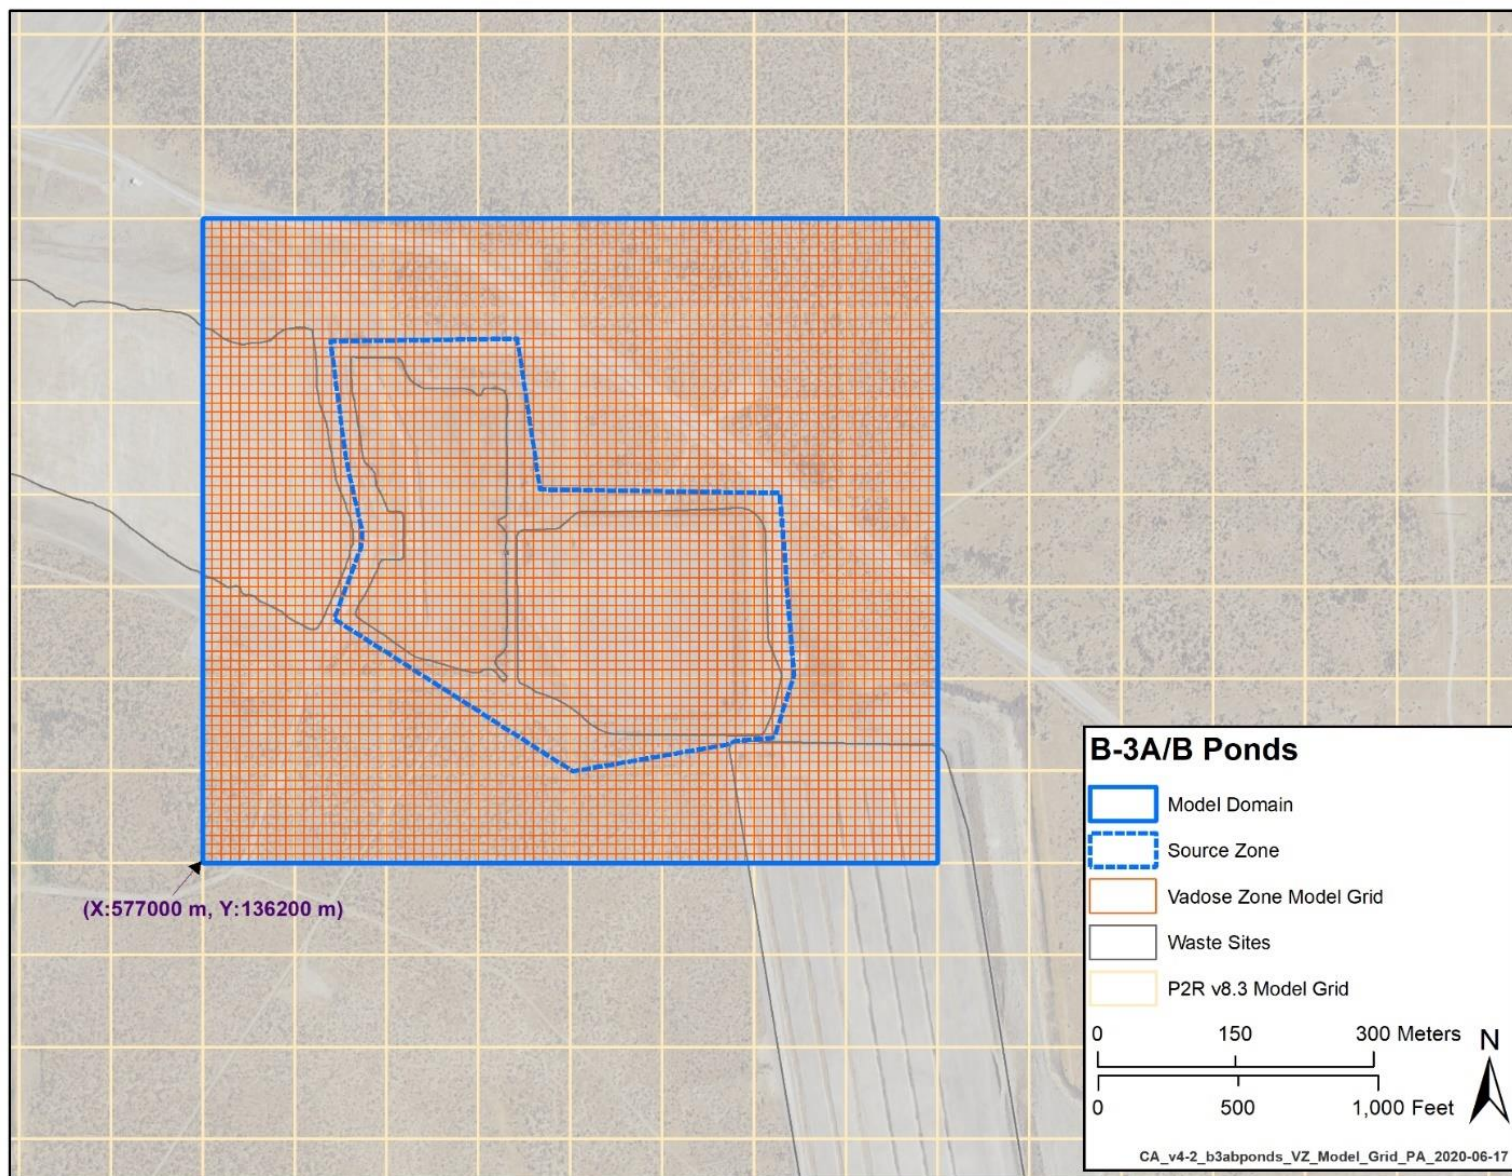 (X:577000 m, Y:136200 m)
B-3A/B Ponds
Model Domain
Source Zone
Vadose Zone Model Grid
Waste Sites
P2R v8.3 Model Grid
0 150 300 Meters
N
0 500 1,000 Feet
CA_v4-2_b3abponds_VZ_Model_Grid_PA_2020-06-17